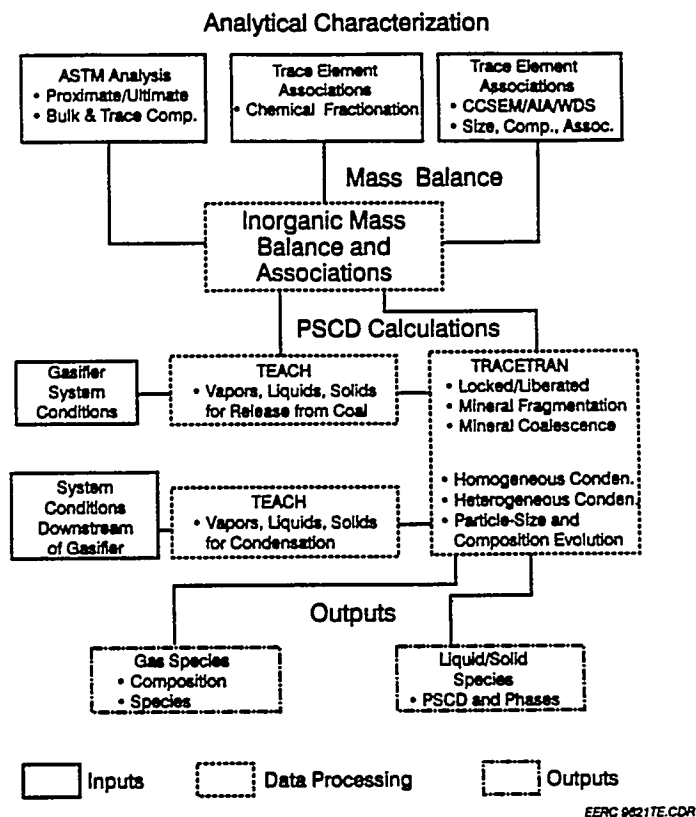 Analytical Characterization
ASTM Analysis
• Proximate/Ultimate
• Bulk & Trace Comp.
Trace Element
Associations
• Chemical Fractionation
Trace Element
Associations
• CCSEM/AIA/WDS
• Size, Comp., Assoc.
Mass Balance
Inorganic Mass
Balance and
Associations
PSCD Calculations
Gasifier
System
Conditions
TEACH
• Vapors, Liquids, Solids
for Release from Coal
TRACETRAN
• Locked/Liberated
• Mineral Fragmentation
• Mineral Coalescence
• Homogeneous Conden.
• Heterogeneous Conden.
• Particle-Size and
Composition Evolution
System
Conditions
Downstream
of Gasifier
TEACH
• Vapors, Liquids, Solids
for Condensation
Outputs
Gas Species
• Composition
• Species
Liquid/Solid
Species
• PSCD and Phases
Inputs
Data Processing
Outputs
EERC 9621TE.CDR